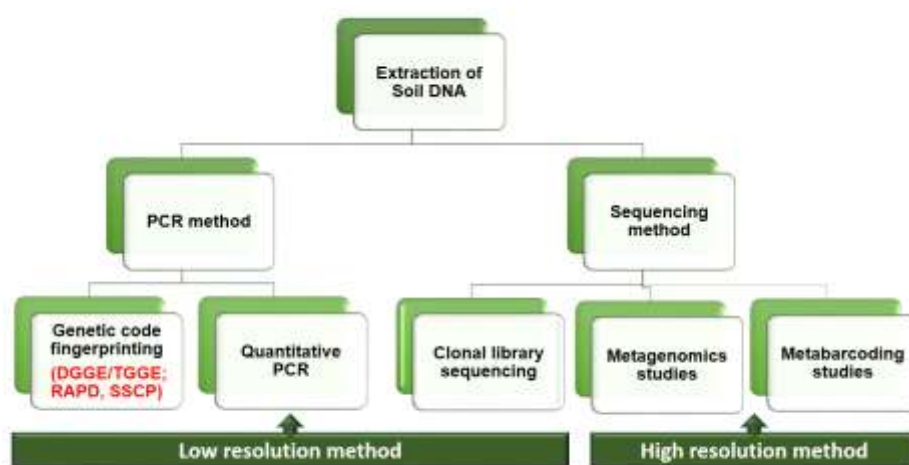 Extraction of
Soil DNA
PCR method
Sequencing
method
Genetic code
fingerprinting
(DGGE/TGGE;
RAPD, SSCP)
Quantitative
PCR
Clonal library
sequencing
Metagenomics
studies
Metabarcoding
studies
Low resolution method
High resolution method